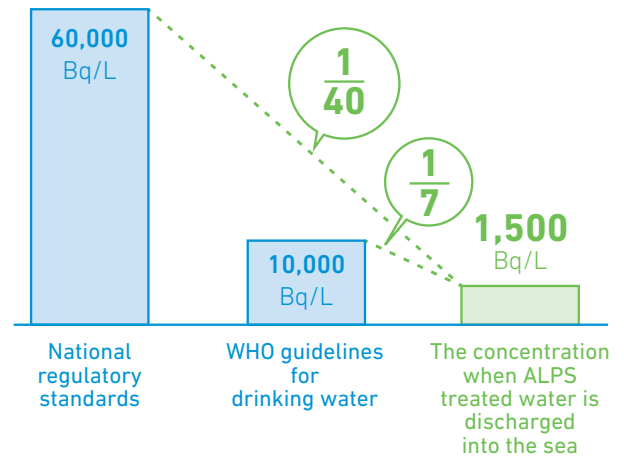 60,000
Bq/L
1
40
1
7
1,500
Bq/L
10,000
Bq/L
National
regulatory
standards
WHO guidelines
for
drinking water
The concentration
when ALPS
treated water is
discharged
into the sea